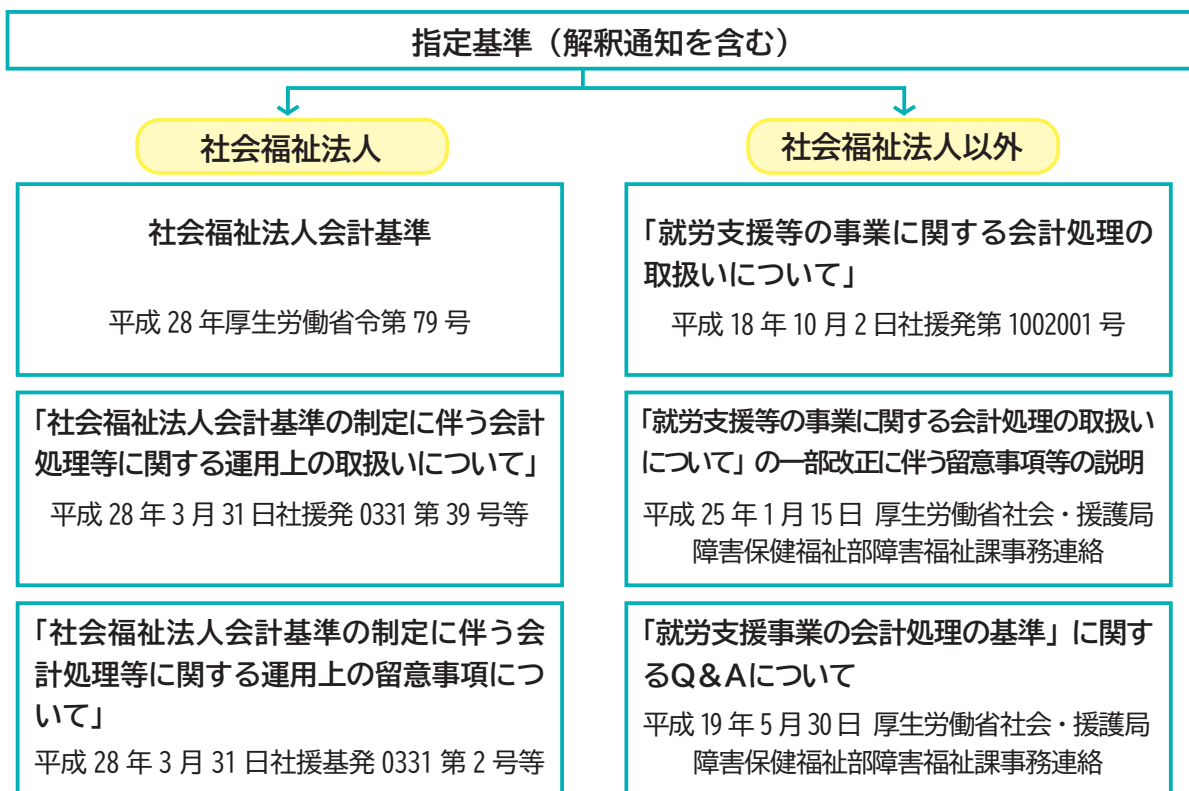 指定基準（解釈通知を含む）
社会福祉法人
社会福祉法人会計基準
平成 28 年厚生労働省令第 79 号
「社会福祉法人会計基準の制定に伴う会計
処理等に関する運用上の取扱いについて」
平成 28 年 3 月 31 日社援発 0331 第 39 号等
「社会福祉法人会計基準の制定に伴う会
計処理等に関する運用上の留意事項につ
いて」
平成 28 年 3 月 31 日社援基発 0331 第 2 号等
社会福祉法人以外
「就労支援等の事業に関する会計処理の
取扱いについて」
平成 18 年 10 月 2 日社援発第 1002001 号
「就労支援等の事業に関する会計処理の取扱い
について」の一部改正に伴う留意事項等の説明
平成 25 年 1 月 15 日 厚生労働省社会・援護局
障害保健福祉部障害福祉課事務連絡
「就労支援事業の会計処理の基準」に関す
るQ＆Aについて
平成 19 年 5 月 30 日 厚生労働省社会・援護局
障害保健福祉部障害福祉課事務連絡